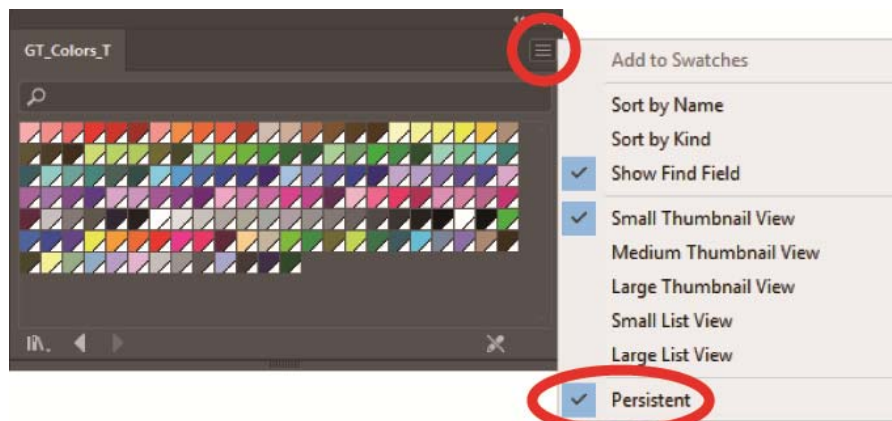 GT_Colors_T
Add to Swatches
Sort by Name
Sort by Kind
Show Find Field
Small Thumbnail View
Medium Thumbnail View
Large Thumbnail View
Small List View
Large List View
Persistent